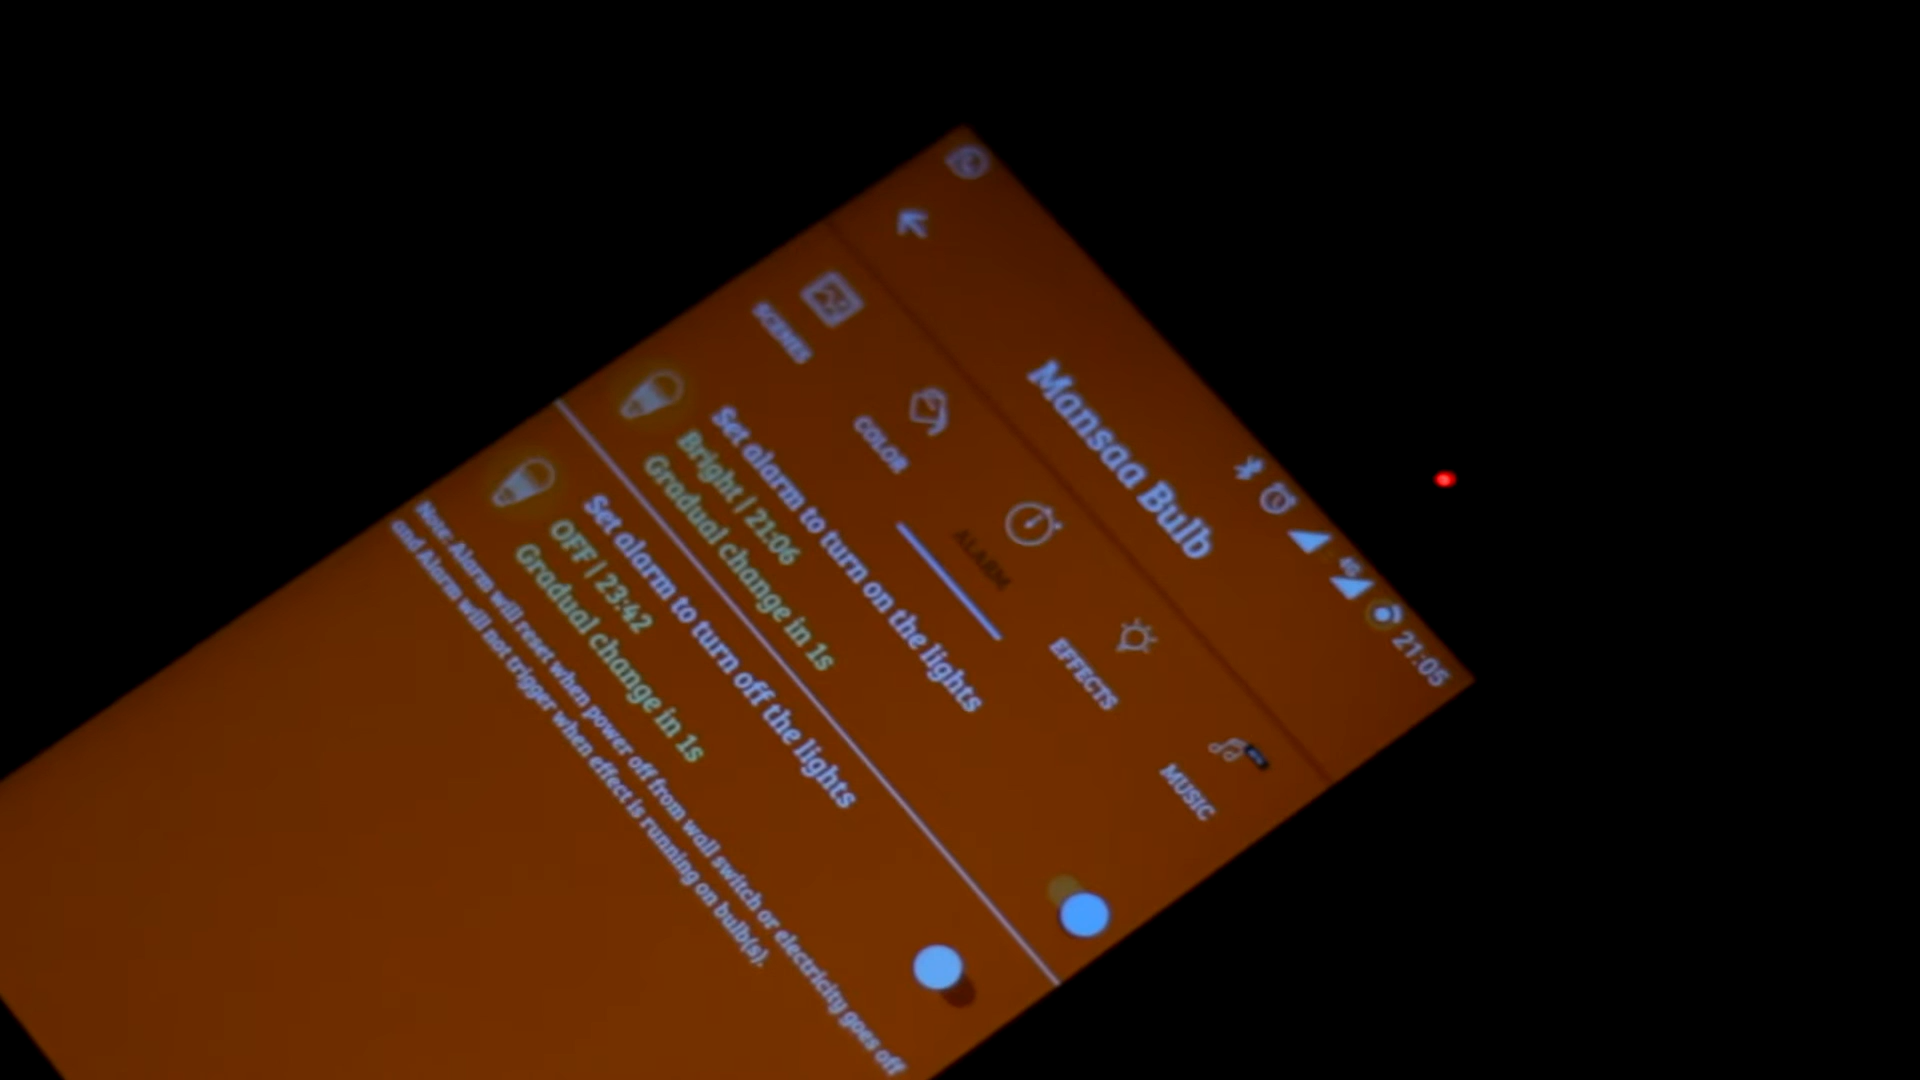 4G 21:05
Mansaa Bulb
SCENES COLOR ALARM EFFECTS MUSIC
Set alarm to turn on the lights
Bright | 21:06
Gradual change in 1s
Set alarm to turn off the lights
OFF | 23:42
Gradual change in 1s
Note: Alarm will reset when power off from wall switch or electricity goes off
and Alarm will not trigger when effect is running on bulb(s).